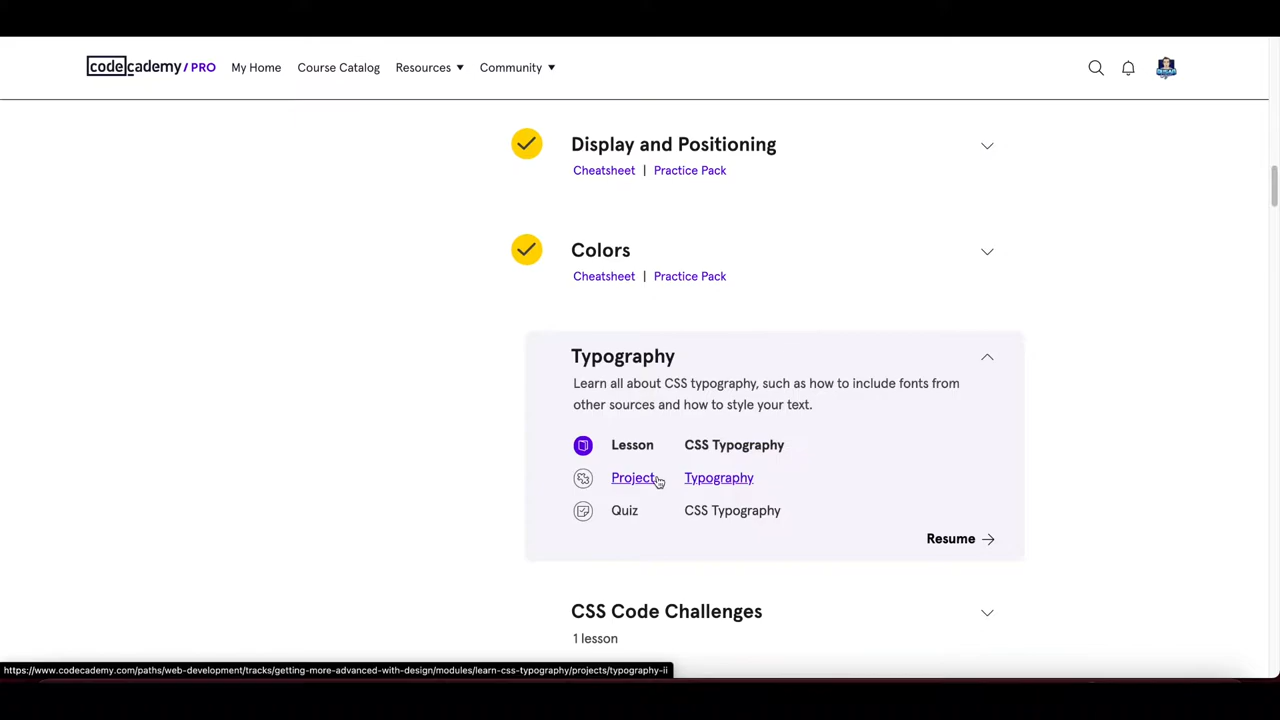 codecademy / PRO My Home Course Catalog Resources Community
Display and Positioning
Cheatsheet | Practice Pack
Colors
Cheatsheet | Practice Pack
Typography
Learn all about CSS typography, such as how to include fonts from
other sources and how to style your text.
Lesson CSS Typography
Project Typography
Quiz CSS Typography
Resume
CSS Code Challenges
1 lesson
https://www.codecademy.com/paths/web-development/tracks/getting-more-advanced-with-design/modules/learn-css-typography/projects/typography-ii